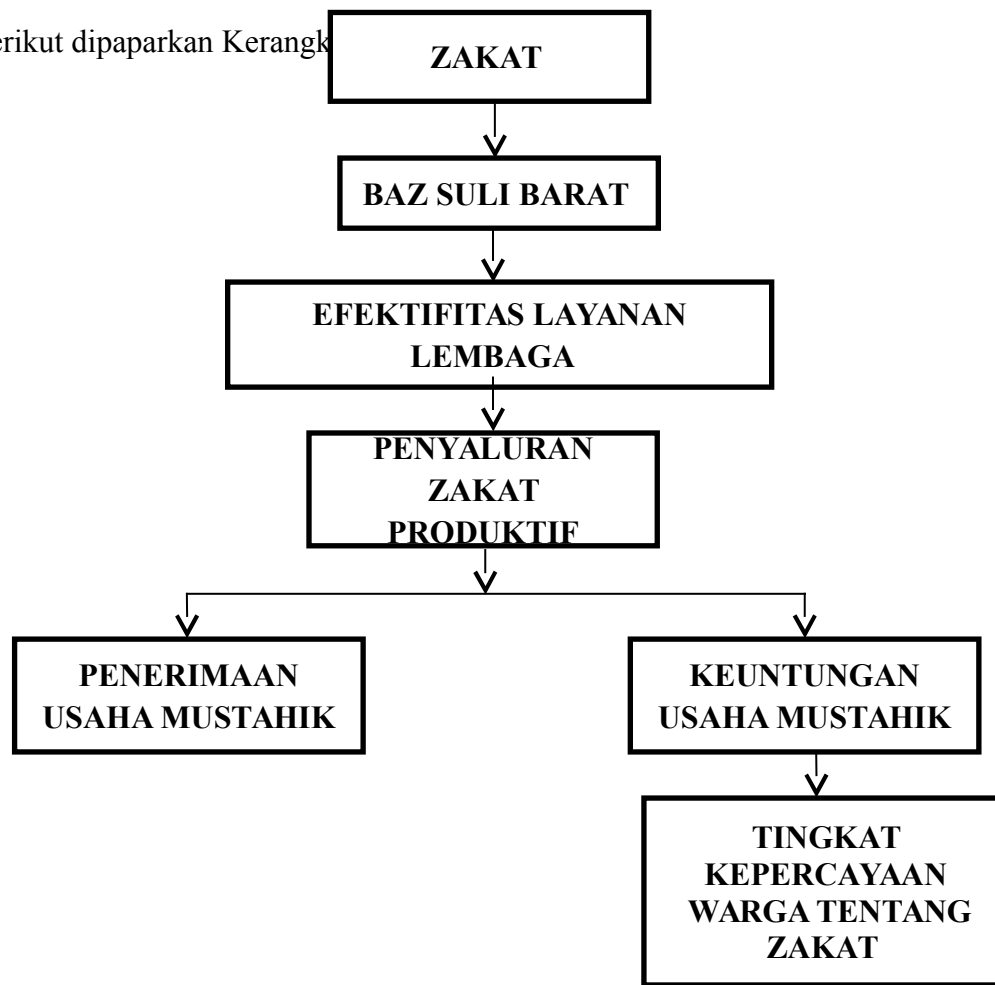 erikut dipaparkan Kerangk
ZAKAT
BAZ SULI BARAT
EFEKTIFITAS LAYANAN
LEMBAGA
PENYALURAN
ZAKAT
PRODUKTIF
PENERIMAAN
USAHA MUSTAHIK
KEUNTUNGAN
USAHA MUSTAHIK
TINGKAT
KEPERCAYAAN
WARGA TENTANG
ZAKAT